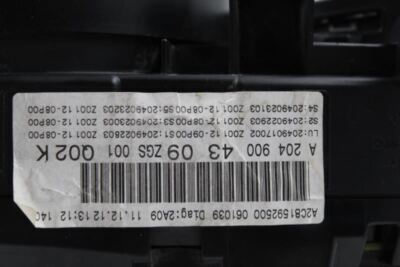 A2C81592500 061039 Diag:2A09 11.12.12 13:12 140
A 204 900 43 09 ZGS 001 Q02 K
LU:2049017002 Z001 12-09P00 S1:2049022803 Z001 12-08P00
S2:2049022903 Z001 12-08P00 S3:2049023003 Z001 12-08P00
S4:2049023103 Z001 12-08P00 S5:2049023203 Z001 12-08P00